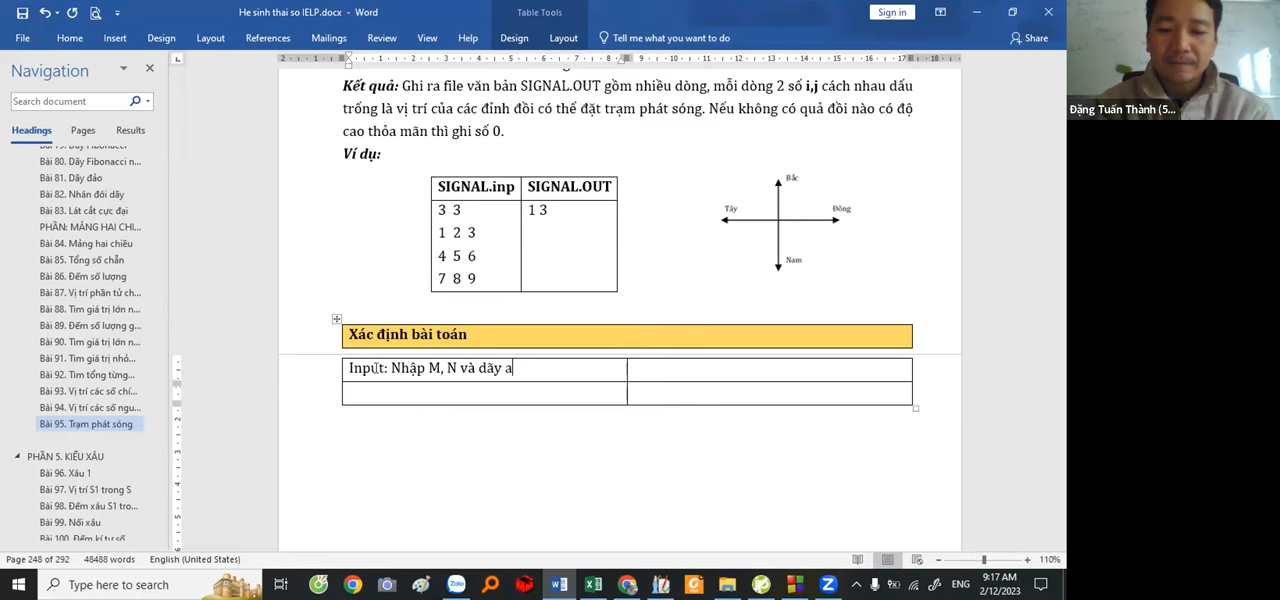 He sinh thai so IELP.docx - Word
Table Tools
Sign in
File Home Insert Design Layout References Mailings Review View Help Design Layout Tell me what you want to do Share
Navigation
Search document
Headings Pages Results
Bài 80. Dãy Fibonacci n...
Bài 81. Dãy đảo
Bài 82. Nhân đôi dãy
Bài 83. Lát cắt cực đại
PHẦN: MẢNG HAI CHI...
Bài 84. Mảng hai chiều
Bài 85. Tổng số chẵn
Bài 86. Đếm số lượng
Bài 87. Vị trí phần tử ch...
Bài 88. Tìm giá trị lớn n...
Bài 89. Đếm số lượng g...
Bài 90. Tìm giá trị lớn n...
Bài 91. Tìm giá trị nhỏ...
Bài 92. Tính tổng từng...
Bài 93. Vị trí các số chí...
Bài 94. Vị trí các số ngu...
Bài 95. Trạm phát sóng
PHẦN 5. KIỂU XÂU
Bài 96. Xâu 1
Bài 97. Vị trí S1 trong S
Bài 98. Đếm xâu S1 tro...
Bài 99. Nối xâu
Bài 100. Đếm kí tự số
Kết quả: Ghi ra file văn bản SIGNAL.OUT gồm nhiều dòng, mỗi dòng 2 số i,j cách nhau dấu
trống là vị trí của các đỉnh đồi có thể đặt trạm phát sóng. Nếu không có quả đồi nào có độ
cao thỏa mãn thì ghi số 0.
Ví dụ:
SIGNAL.inp SIGNAL.OUT
3 3 1 3
1 2 3
4 5 6
7 8 9
Bắc
Tây Đông
Nam
Xác định bài toán
Input: Nhập M, N và dãy a
Page 248 of 292 48488 words English (United States)
110%
Type here to search
Zalo
ENG
9:17 AM
2/12/2023
Đặng Tuấn Thành (5...